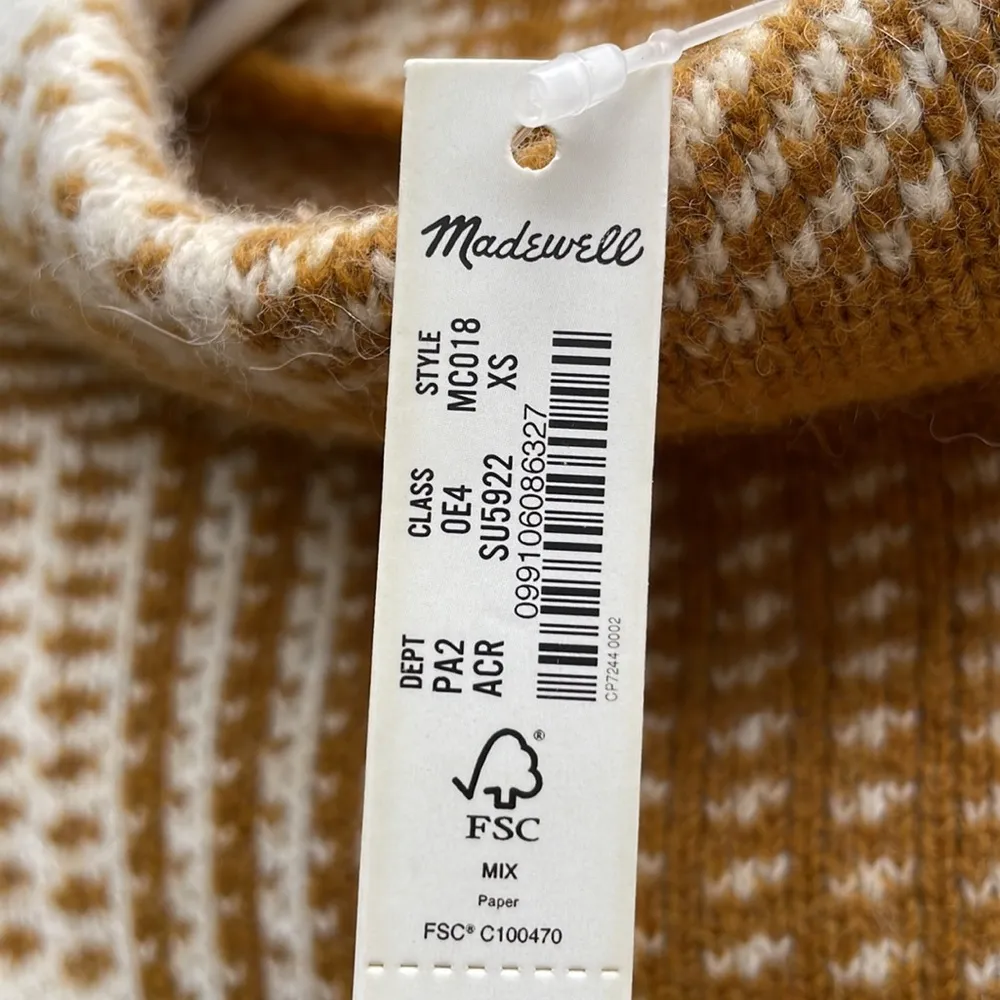 Madewell
DEPT CLASS STYLE
PA2 0E4 MC018
ACR SU5922 XS
099106086327
CP7244 0002
®
FSC
MIX
Paper
FSC® C100470